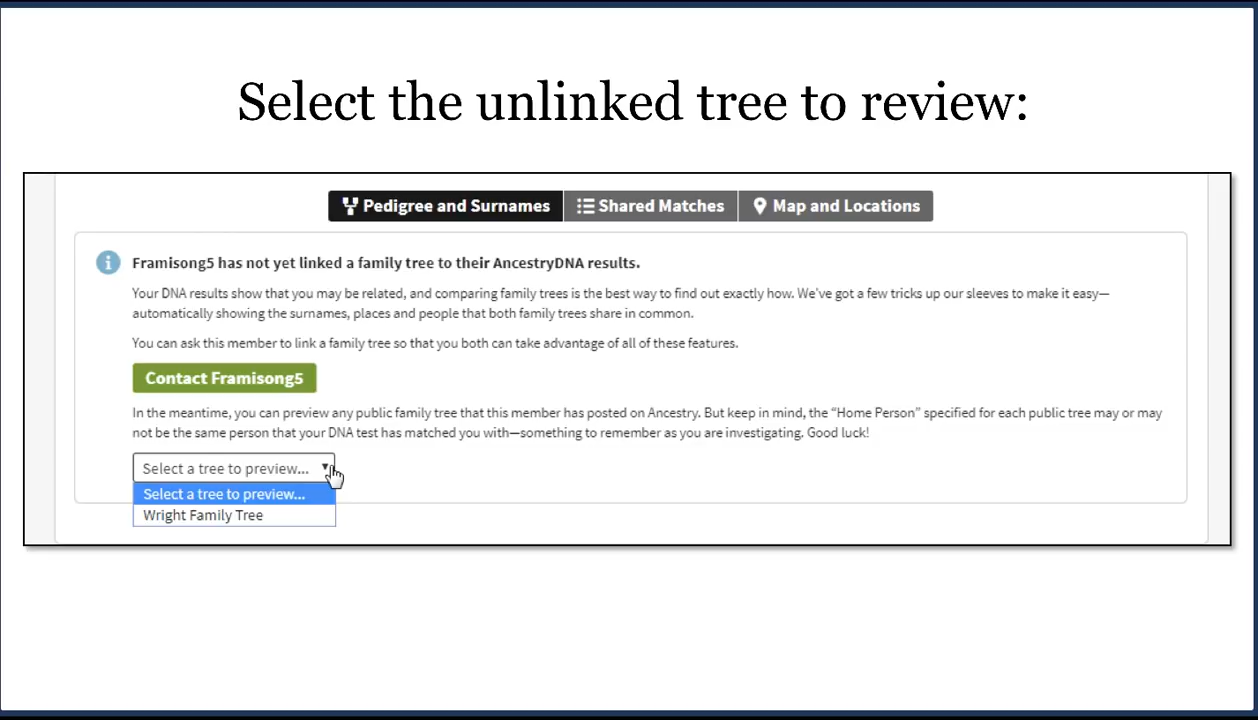 Select the unlinked tree to review:
Pedigree and Surnames Shared Matches Map and Locations
Framisong5 has not yet linked a family tree to their AncestryDNA results.
Your DNA results show that you may be related, and comparing family trees is the best way to find out exactly how. We've got a few tricks up our sleeves to make it easy—
automatically showing the surnames, places and people that both family trees share in common.
You can ask this member to link a family tree so that you both can take advantage of all of these features.
Contact Framisong5
In the meantime, you can preview any public family tree that this member has posted on Ancestry. But keep in mind, the “Home Person” specified for each public tree may or may
not be the same person that your DNA test has matched you with—something to remember as you are investigating. Good luck!
Select a tree to preview...
Select a tree to preview...
Wright Family Tree